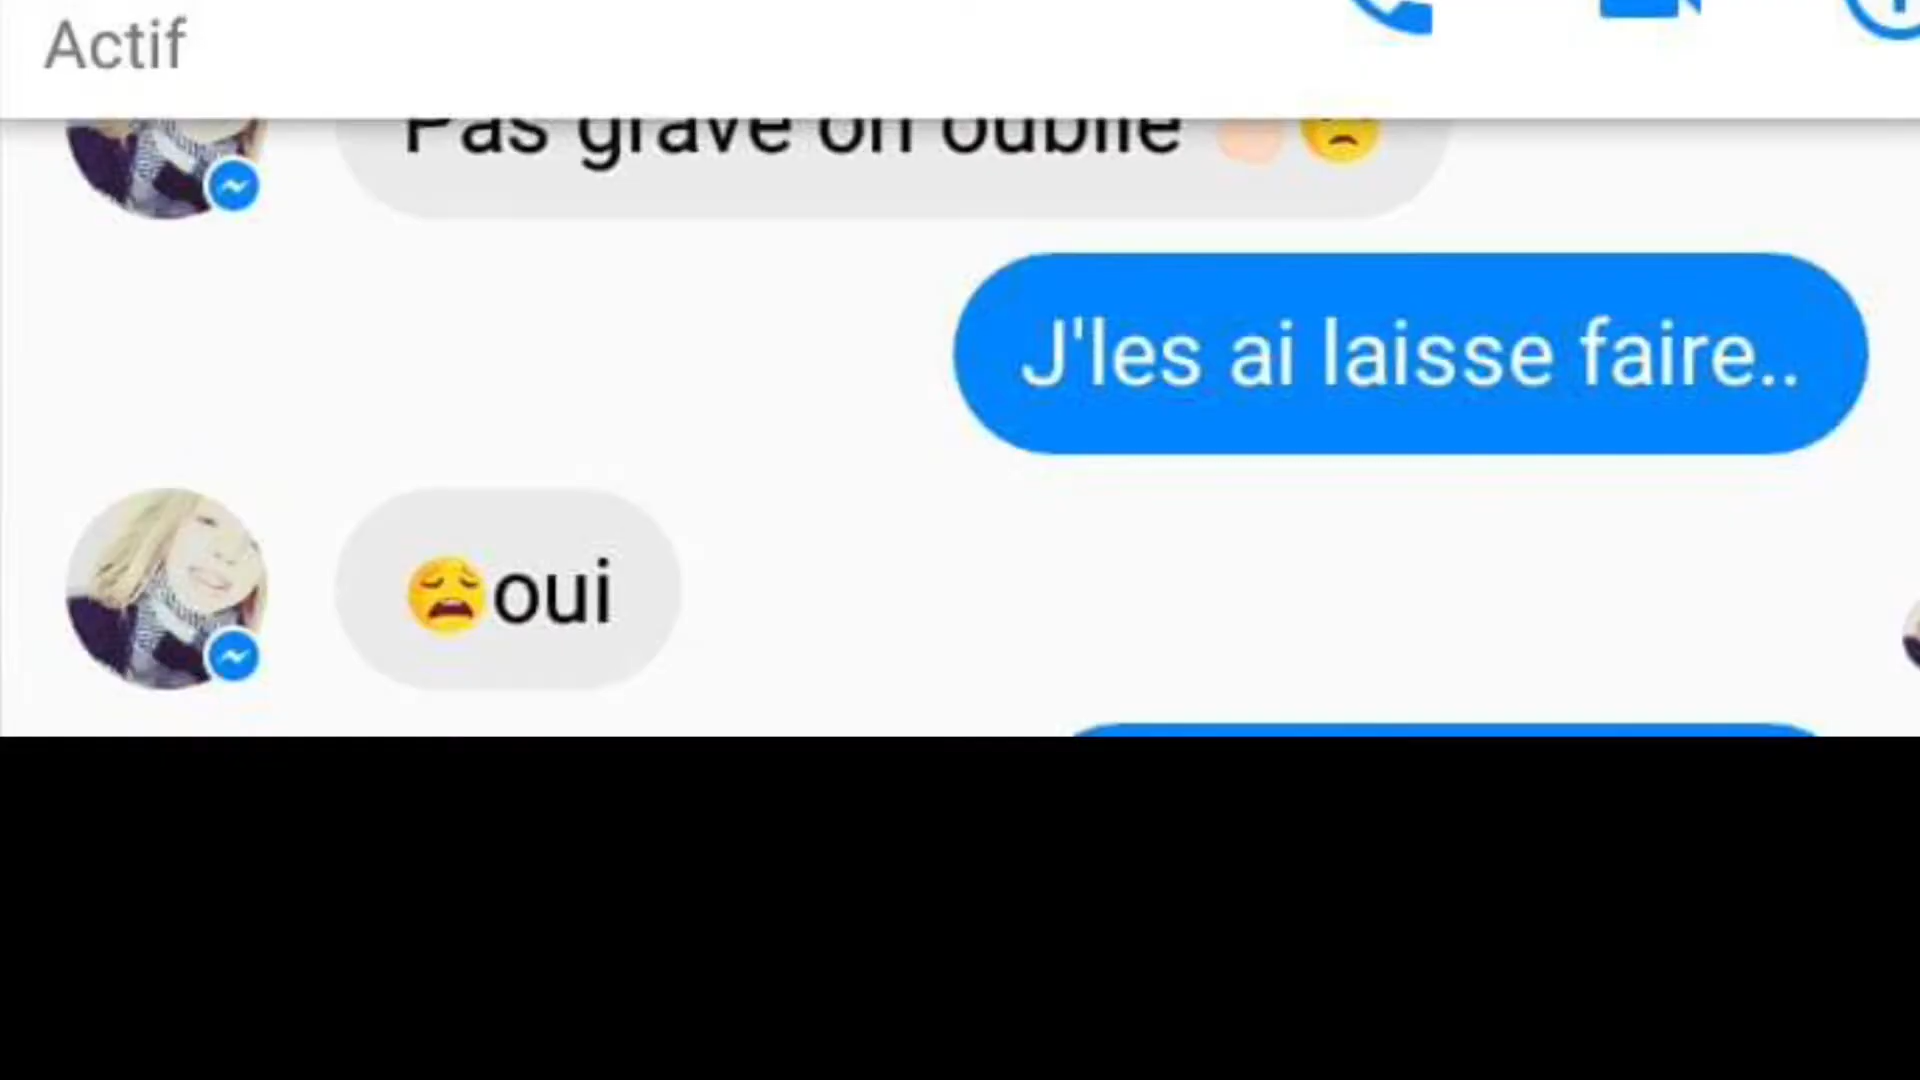 Actif
Pas grave on oublie 😞
J'les ai laisse faire..
😩oui